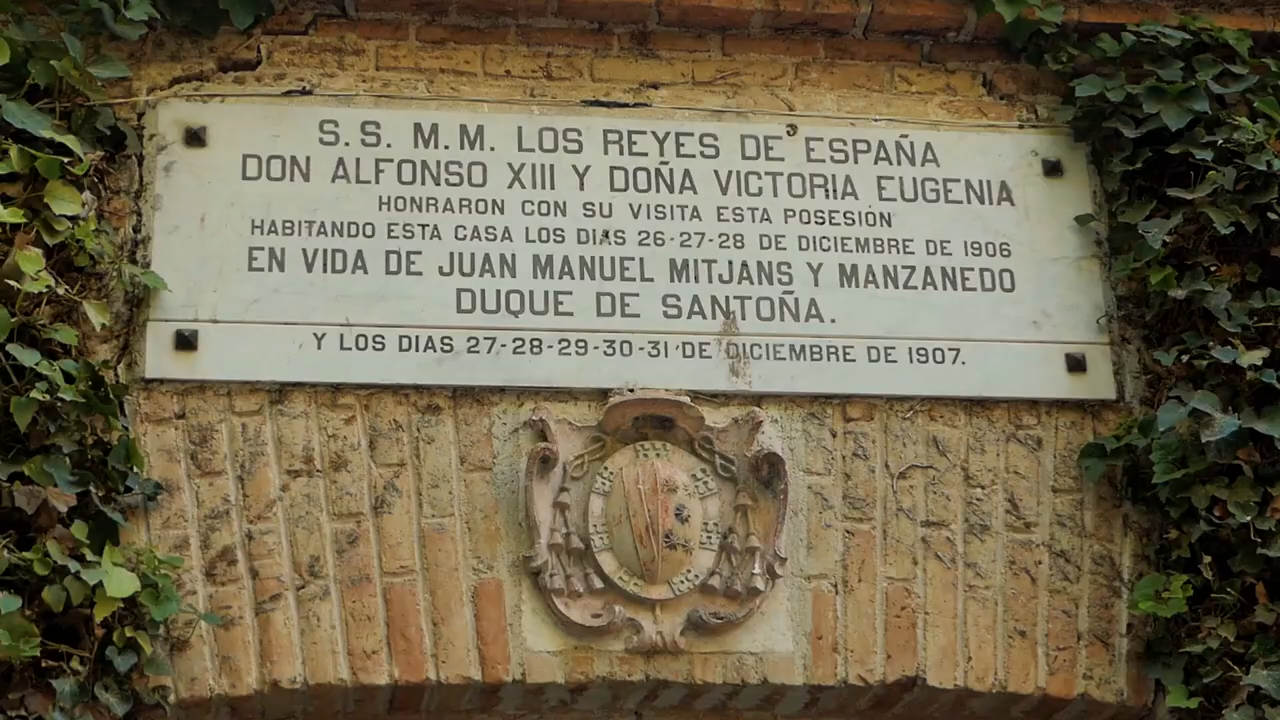 S.S. M.M. LOS REYES DE ESPAÑA
DON ALFONSO XIII Y DOÑA VICTORIA EUGENIA
HONRARON CON SU VISITA ESTA POSESIÓN
HABITANDO ESTA CASA LOS DIAS 26-27-28 DE DICIEMBRE DE 1906
EN VIDA DE JUAN MANUEL MITJANS Y MANZANEDO
DUQUE DE SANTOÑA.
Y LOS DIAS 27-28-29-30-31 DE DICIEMBRE DE 1907.